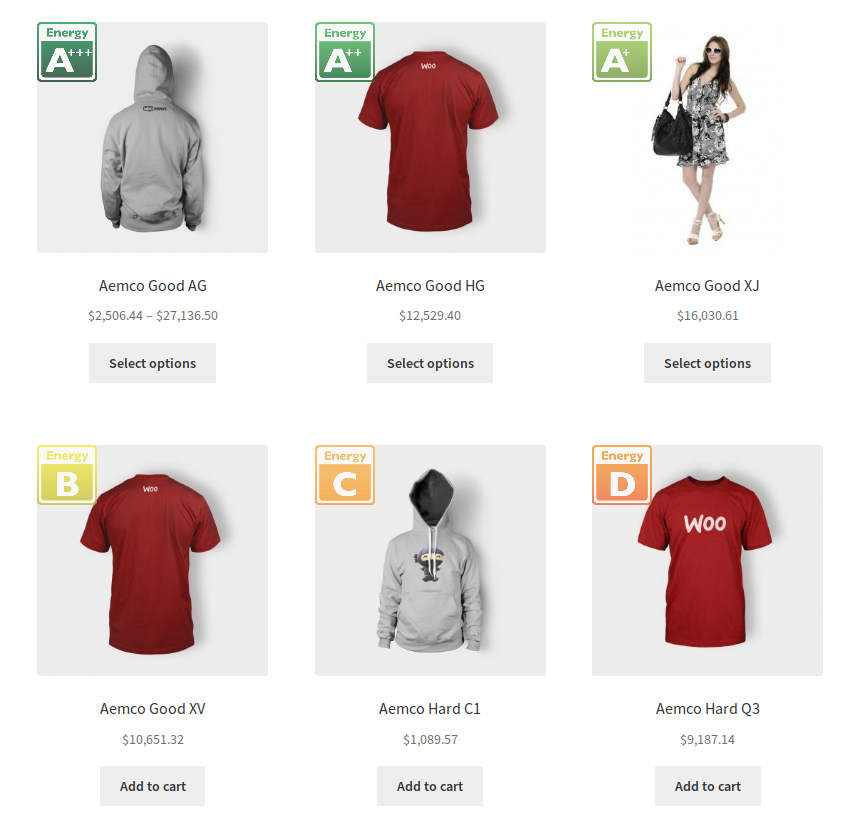 Energy
A+++
Energy
A++
Woo
Energy
A+
Aemco Good AG
Aemco Good HG
Aemco Good XJ
$2,506.44 – $27,136.50
$12,529.40
$16,030.61
Select options
Select options
Select options
Energy
B
Woo
Energy
C
Energy
D
Woo
Aemco Good XV
Aemco Hard C1
Aemco Hard Q3
$10,651.32
$1,089.57
$9,187.14
Add to cart
Add to cart
Add to cart